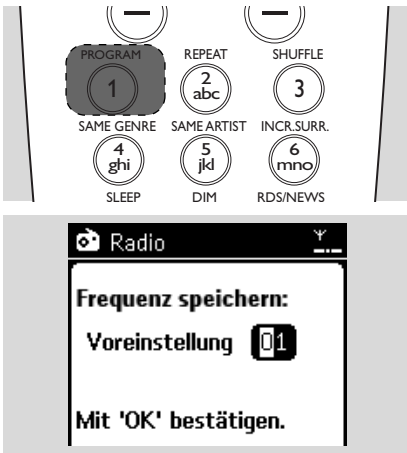 PROGRAM REPEAT SHUFFLE
1 2 abc 3
SAME GENRE SAME ARTIST INCR.SURR.
4 ghi 5 jkl 6 mno
SLEEP DIM RDS/NEWS
Radio
Frequenz speichern:
Voreinstellung 01
Mit 'OK' bestätigen.